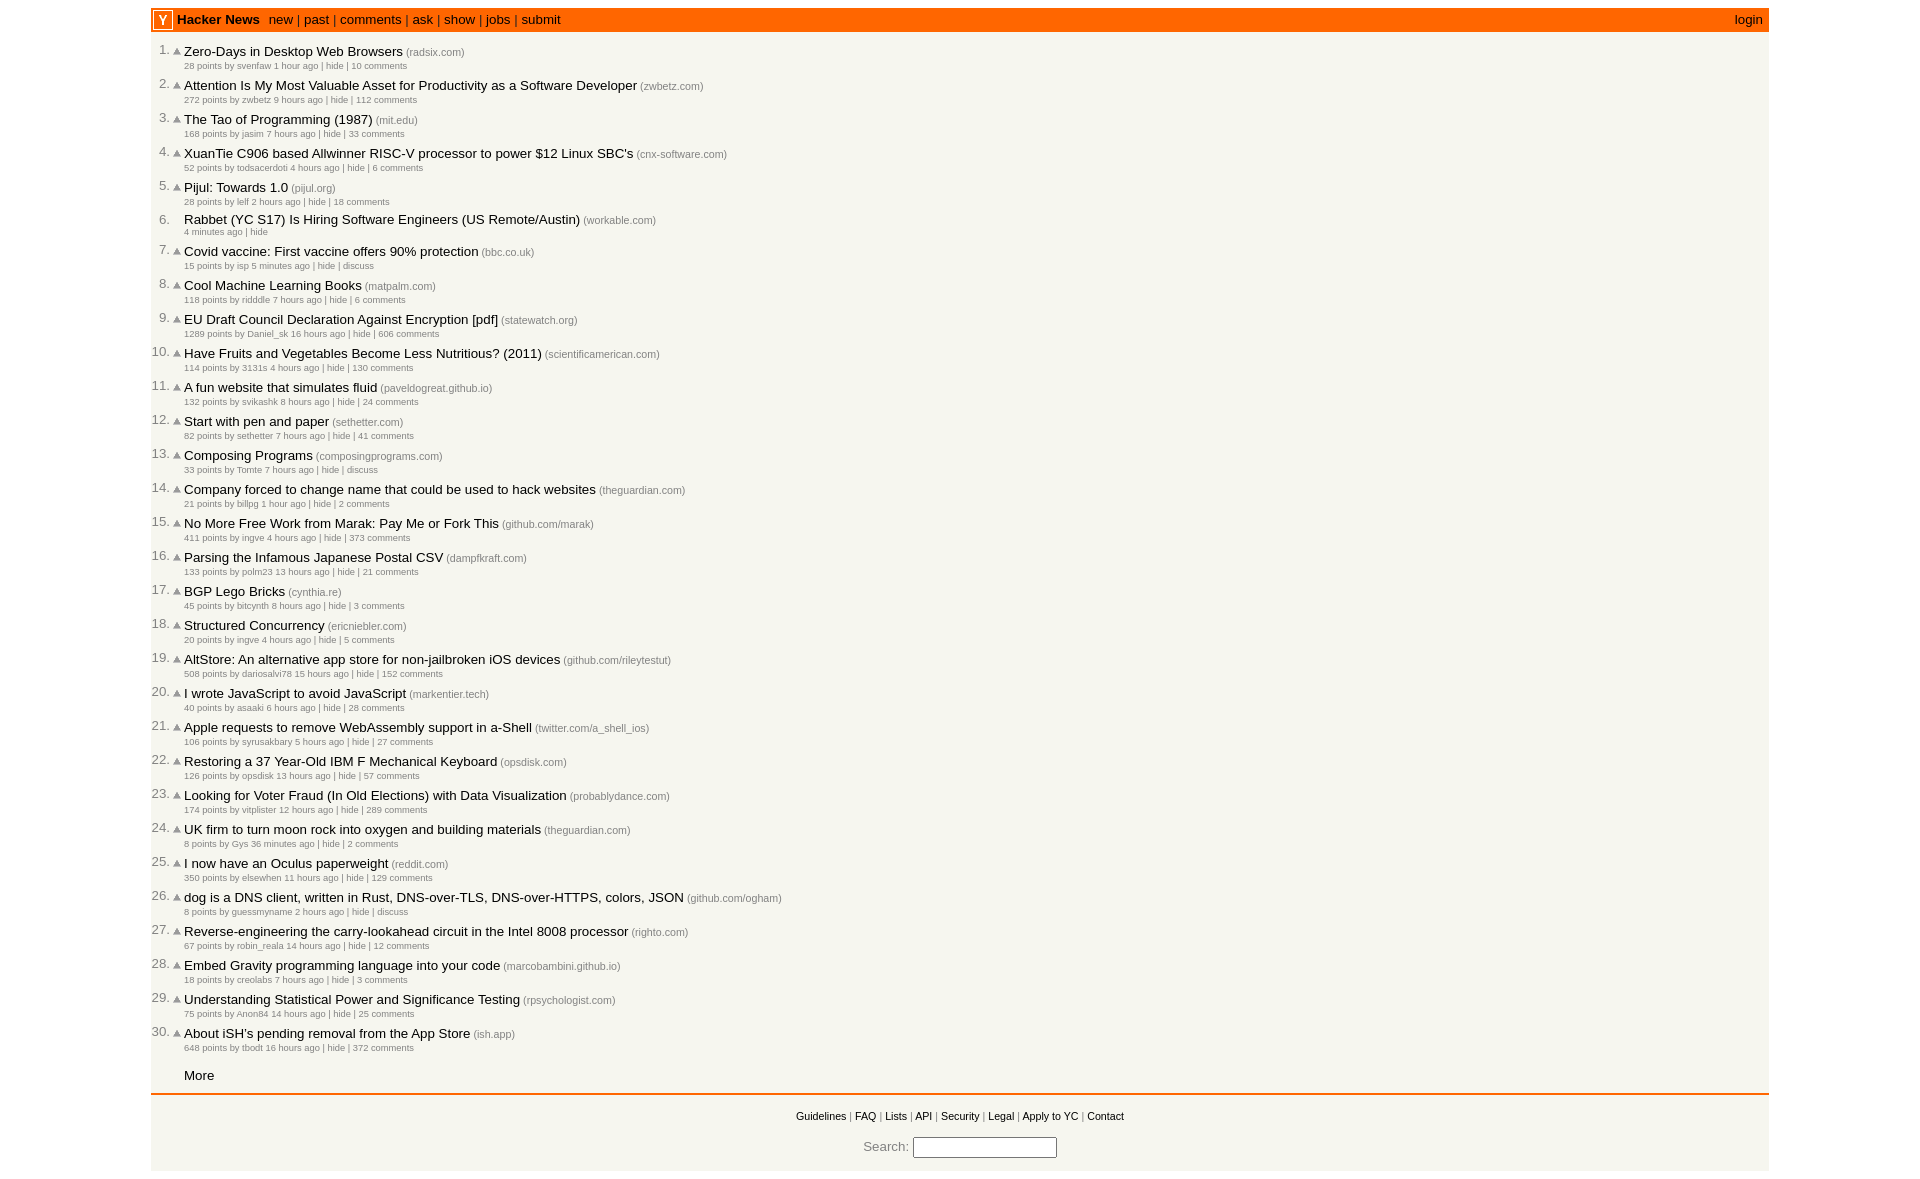 Y Hacker News new | past | comments | ask | show | jobs | submit login
1. Zero-Days in Desktop Web Browsers (radsix.com)
28 points by svenfaw 1 hour ago | hide | 10 comments
2. Attention Is My Most Valuable Asset for Productivity as a Software Developer (zwbetz.com)
272 points by zwbetz 9 hours ago | hide | 112 comments
3. The Tao of Programming (1987) (mit.edu)
168 points by jasim 7 hours ago | hide | 33 comments
4. XuanTie C906 based Allwinner RISC-V processor to power $12 Linux SBC's (cnx-software.com)
52 points by todsacerdoti 4 hours ago | hide | 6 comments
5. Pijul: Towards 1.0 (pijul.org)
28 points by lelf 2 hours ago | hide | 18 comments
6. Rabbet (YC S17) Is Hiring Software Engineers (US Remote/Austin) (workable.com)
4 minutes ago | hide
7. Covid vaccine: First vaccine offers 90% protection (bbc.co.uk)
15 points by isp 5 minutes ago | hide | discuss
8. Cool Machine Learning Books (matpalm.com)
118 points by ridddle 7 hours ago | hide | 6 comments
9. EU Draft Council Declaration Against Encryption [pdf] (statewatch.org)
1289 points by Daniel_sk 16 hours ago | hide | 606 comments
10. Have Fruits and Vegetables Become Less Nutritious? (2011) (scientificamerican.com)
114 points by 3131s 4 hours ago | hide | 130 comments
11. A fun website that simulates fluid (paveldogreat.github.io)
132 points by svikashk 8 hours ago | hide | 24 comments
12. Start with pen and paper (sethetter.com)
82 points by sethetter 7 hours ago | hide | 41 comments
13. Composing Programs (composingprograms.com)
33 points by Tomte 7 hours ago | hide | discuss
14. Company forced to change name that could be used to hack websites (theguardian.com)
21 points by billpg 1 hour ago | hide | 2 comments
15. No More Free Work from Marak: Pay Me or Fork This (github.com/marak)
411 points by ingve 4 hours ago | hide | 373 comments
16. Parsing the Infamous Japanese Postal CSV (dampfkraft.com)
133 points by polm23 13 hours ago | hide | 21 comments
17. BGP Lego Bricks (cynthia.re)
45 points by bitcynth 8 hours ago | hide | 3 comments
18. Structured Concurrency (ericniebler.com)
20 points by ingve 4 hours ago | hide | 5 comments
19. AltStore: An alternative app store for non-jailbroken iOS devices (github.com/rileytestut)
508 points by dariosalvi78 15 hours ago | hide | 152 comments
20. I wrote JavaScript to avoid JavaScript (markentier.tech)
40 points by asaaki 6 hours ago | hide | 28 comments
21. Apple requests to remove WebAssembly support in a-Shell (twitter.com/a_shell_ios)
106 points by syrusakbary 5 hours ago | hide | 27 comments
22. Restoring a 37 Year-Old IBM F Mechanical Keyboard (opsdisk.com)
126 points by opsdisk 13 hours ago | hide | 57 comments
23. Looking for Voter Fraud (In Old Elections) with Data Visualization (probablydance.com)
174 points by vitplister 12 hours ago | hide | 289 comments
24. UK firm to turn moon rock into oxygen and building materials (theguardian.com)
8 points by Gys 36 minutes ago | hide | 2 comments
25. I now have an Oculus paperweight (reddit.com)
350 points by elsewhen 11 hours ago | hide | 129 comments
26. dog is a DNS client, written in Rust, DNS-over-TLS, DNS-over-HTTPS, colors, JSON (github.com/ogham)
8 points by guessmyname 2 hours ago | hide | discuss
27. Reverse-engineering the carry-lookahead circuit in the Intel 8008 processor (righto.com)
67 points by robin_reala 14 hours ago | hide | 12 comments
28. Embed Gravity programming language into your code (marcobambini.github.io)
18 points by creolabs 7 hours ago | hide | 3 comments
29. Understanding Statistical Power and Significance Testing (rpsychologist.com)
75 points by Anon84 14 hours ago | hide | 25 comments
30. About iSH's pending removal from the App Store (ish.app)
648 points by tbodt 16 hours ago | hide | 372 comments
More
Guidelines | FAQ | Lists | API | Security | Legal | Apply to YC | Contact
Search: